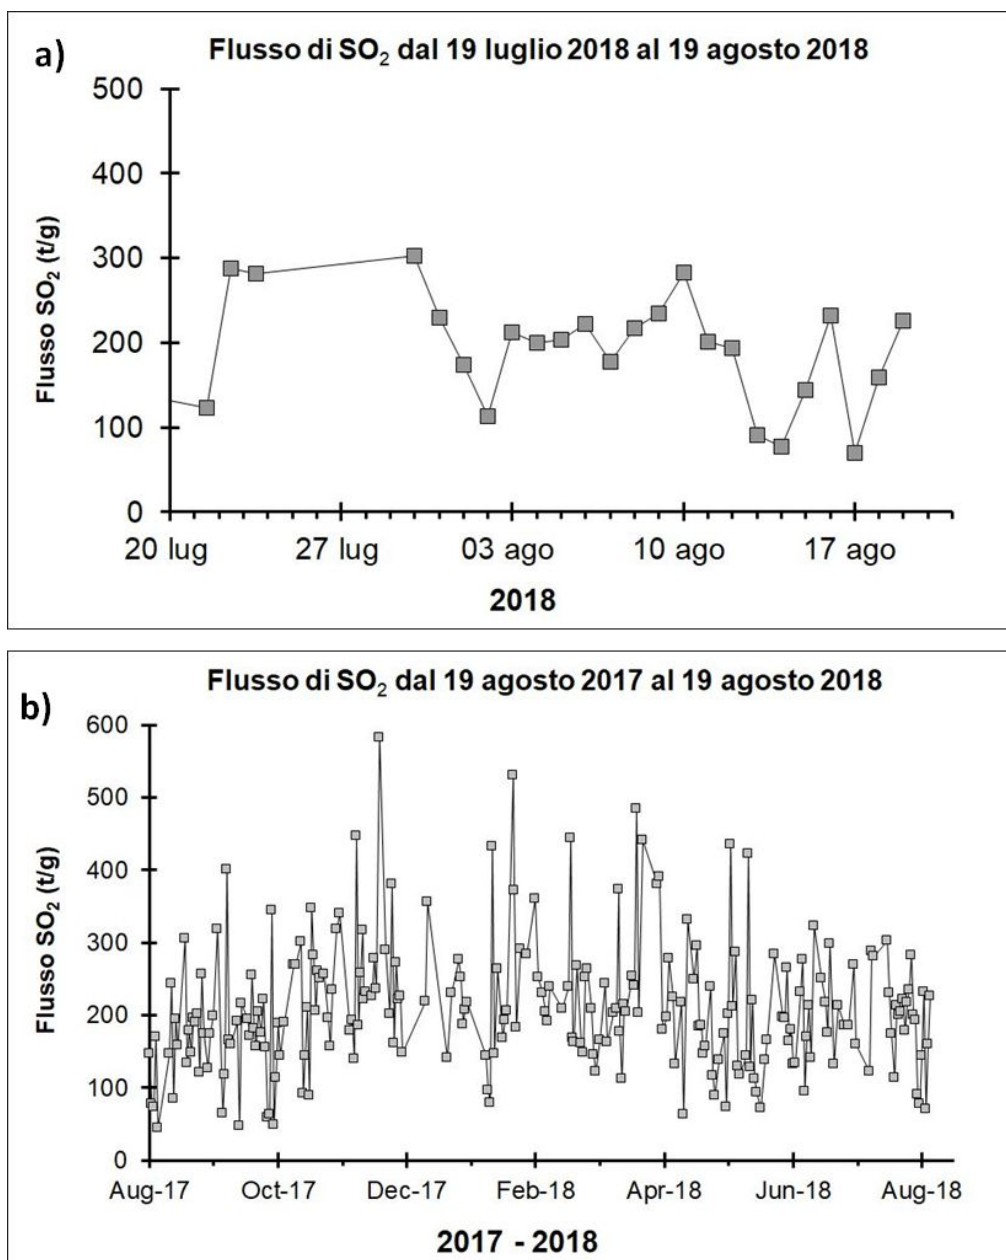 a)
Flusso di SO₂ dal 19 luglio 2018 al 19 agosto 2018
500
400
300
200
100
0
Flusso SO₂ (t/g)
20 lug 27 lug 03 ago 10 ago 17 ago
2018
b)
Flusso di SO₂ dal 19 agosto 2017 al 19 agosto 2018
600
500
400
300
200
100
0
Flusso SO₂ (t/g)
Aug-17 Oct-17 Dec-17 Feb-18 Apr-18 Jun-18 Aug-18
2017 - 2018